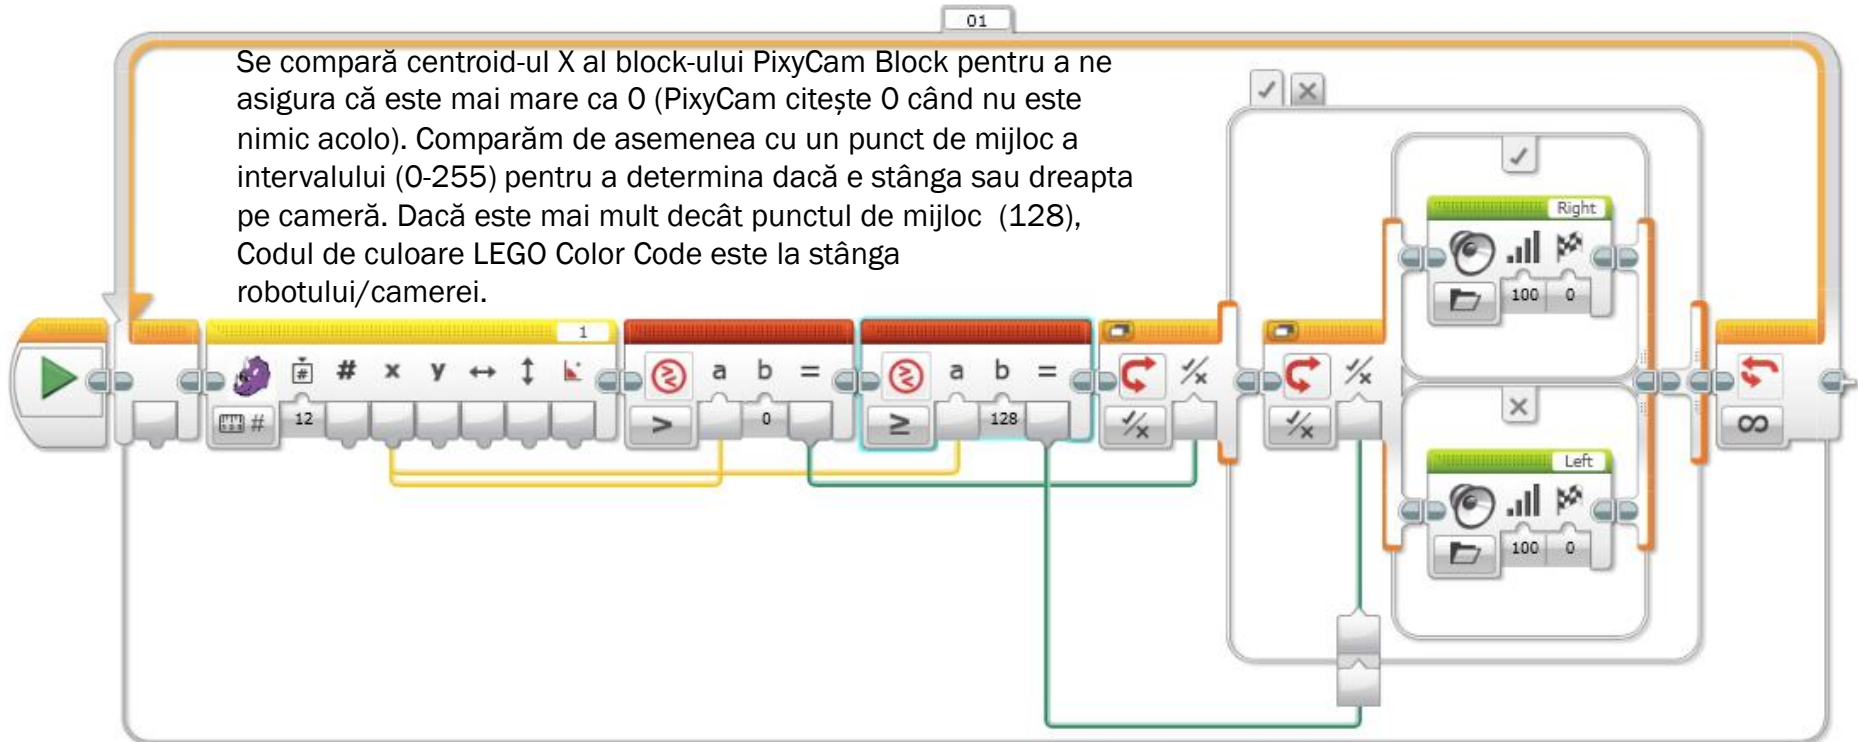 01
Se compară centroid-ul X al block-ului PixyCam Block pentru a ne
asigura că este mai mare ca 0 (PixyCam citește 0 când nu este
nimic acolo). Comparăm de asemenea cu un punct de mijloc a
intervalului (0-255) pentru a determina dacă e stânga sau dreapta
pe cameră. Dacă este mai mult decât punctul de mijloc  (128),
Codul de culoare LEGO Color Code este la stânga
robotului/camerei.
Right
100 0
1
# # x y
# 12
a b =
> 0
a b =
≥ 128
∞
Left
100 0